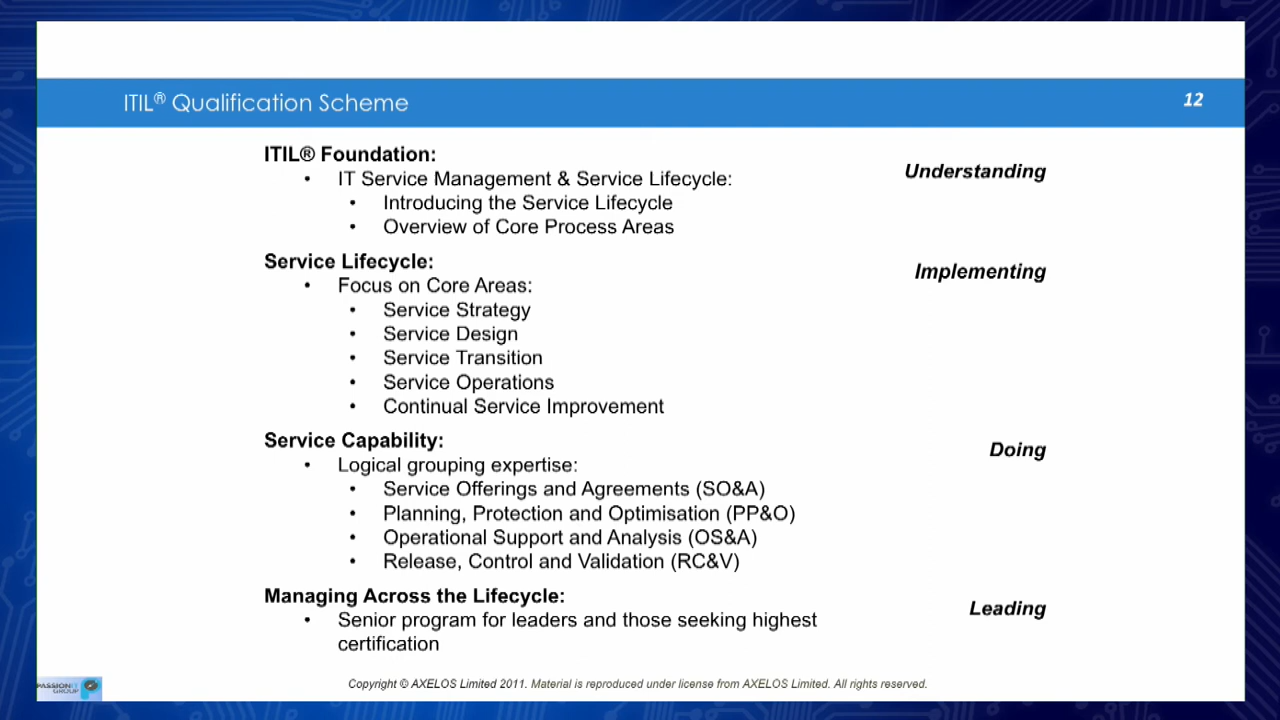 ITIL® Qualification Scheme
12
ITIL® Foundation:
Understanding
• IT Service Management & Service Lifecycle:
• Introducing the Service Lifecycle
• Overview of Core Process Areas
Service Lifecycle:
Implementing
• Focus on Core Areas:
• Service Strategy
• Service Design
• Service Transition
• Service Operations
• Continual Service Improvement
Service Capability:
Doing
• Logical grouping expertise:
• Service Offerings and Agreements (SO&A)
• Planning, Protection and Optimisation (PP&O)
• Operational Support and Analysis (OS&A)
• Release, Control and Validation (RC&V)
Managing Across the Lifecycle:
Leading
• Senior program for leaders and those seeking highest
certification
PASSIONIT
GROUP
Copyright © AXELOS Limited 2011. Material is reproduced under license from AXELOS Limited. All rights reserved.